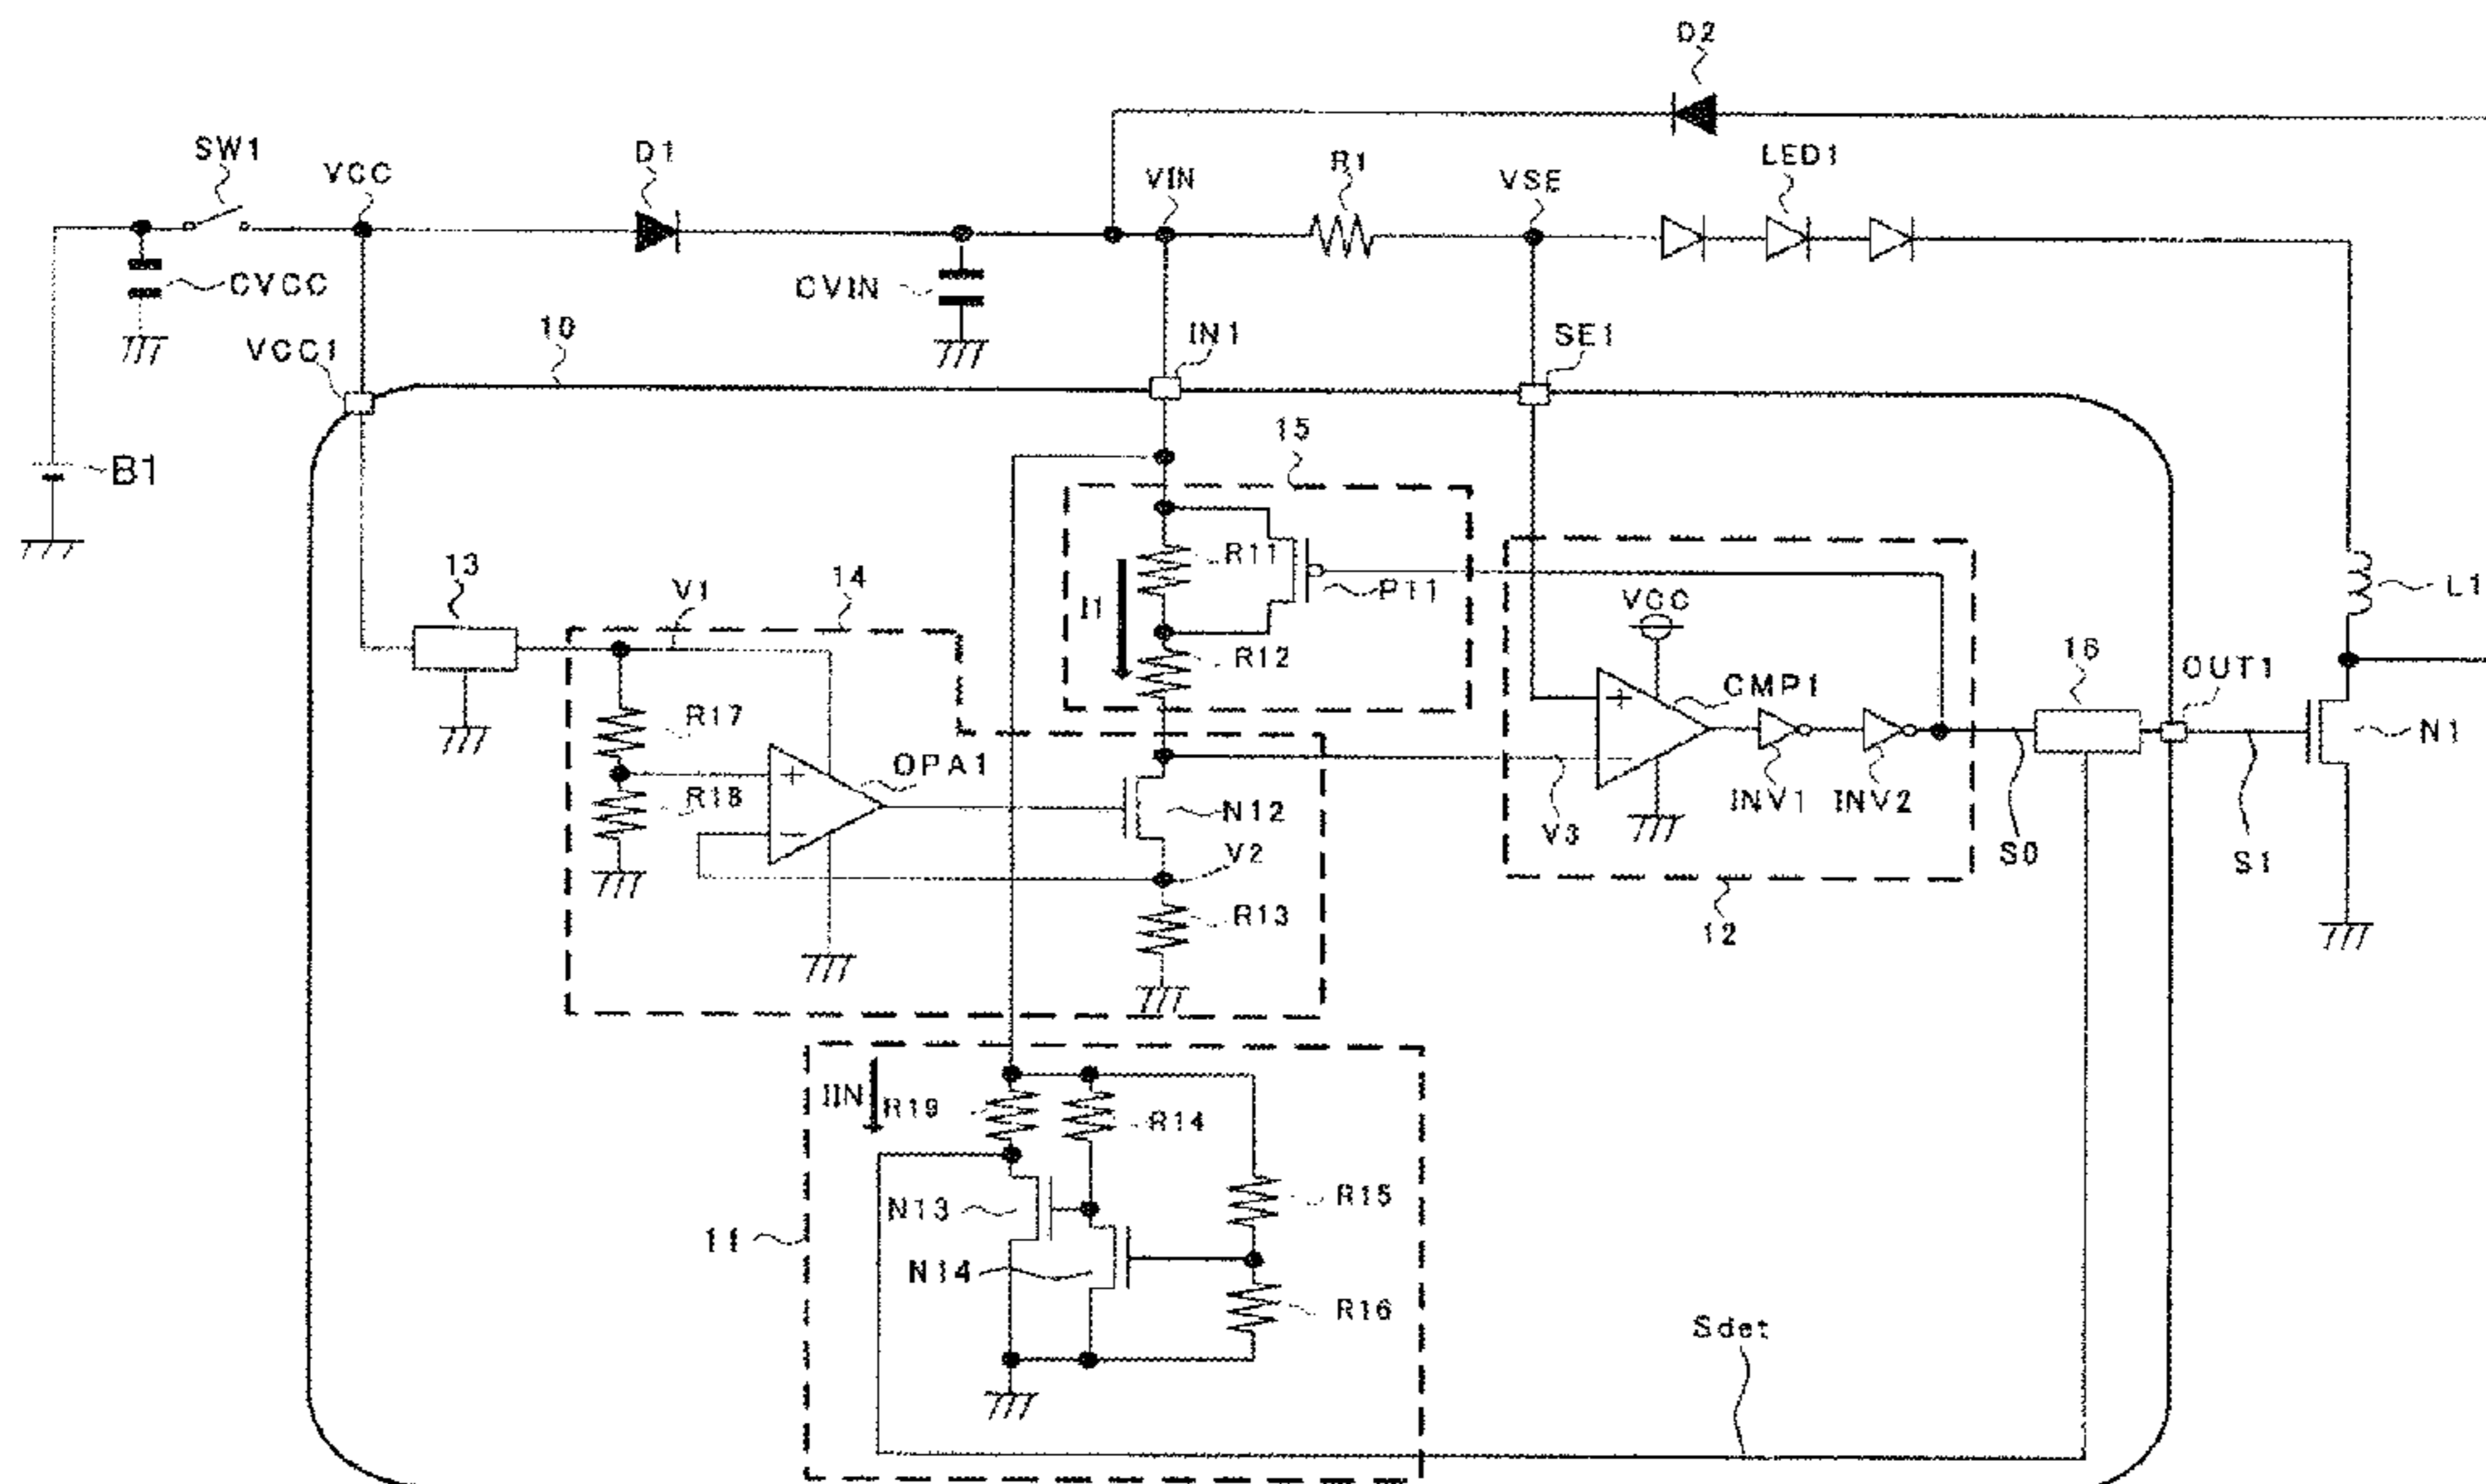 D2
SW1
VCC
D1
VIN
R1
VSE
LED1
CVCC
CVIN
10
VCC1
IN1
SE1
15
B1
R11
P11
I1
L1
13
V1
14
R12
VCC
CMP1
16
OUT1
R17
OPA1
R18
N12
INV1
INV2
N1
V3
S0
S1
V2
R13
12
IIN
R19
R14
N13
R15
11
N14
R16
Sdet